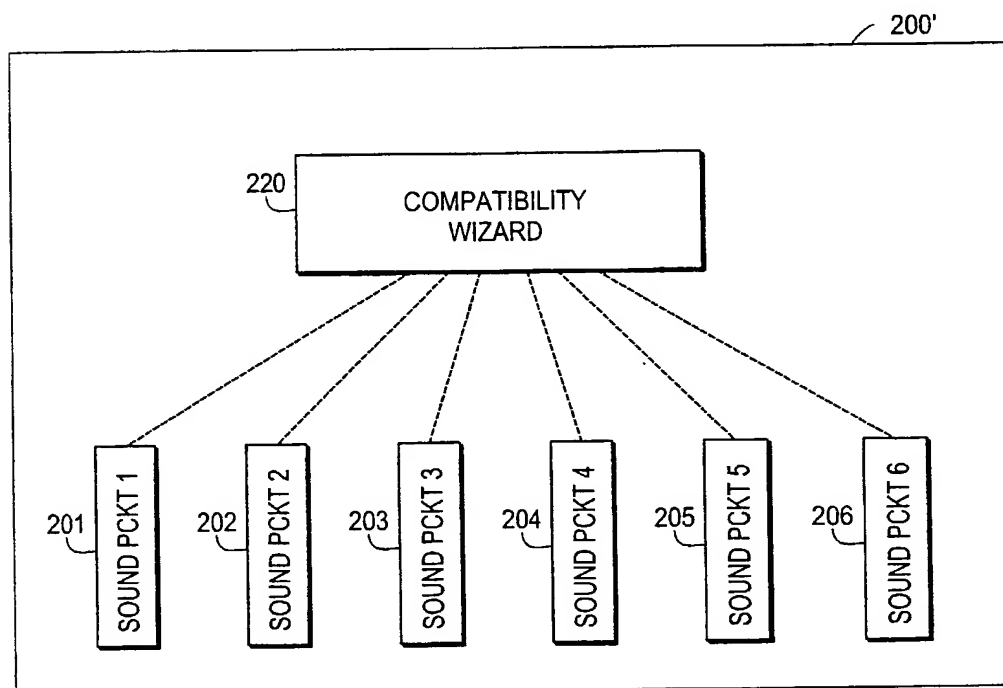 200'
220
COMPATIBILITY
WIZARD
201
SOUND PCKT 1
202
SOUND PCKT 2
203
SOUND PCKT 3
204
SOUND PCKT 4
205
SOUND PCKT 5
206
SOUND PCKT 6